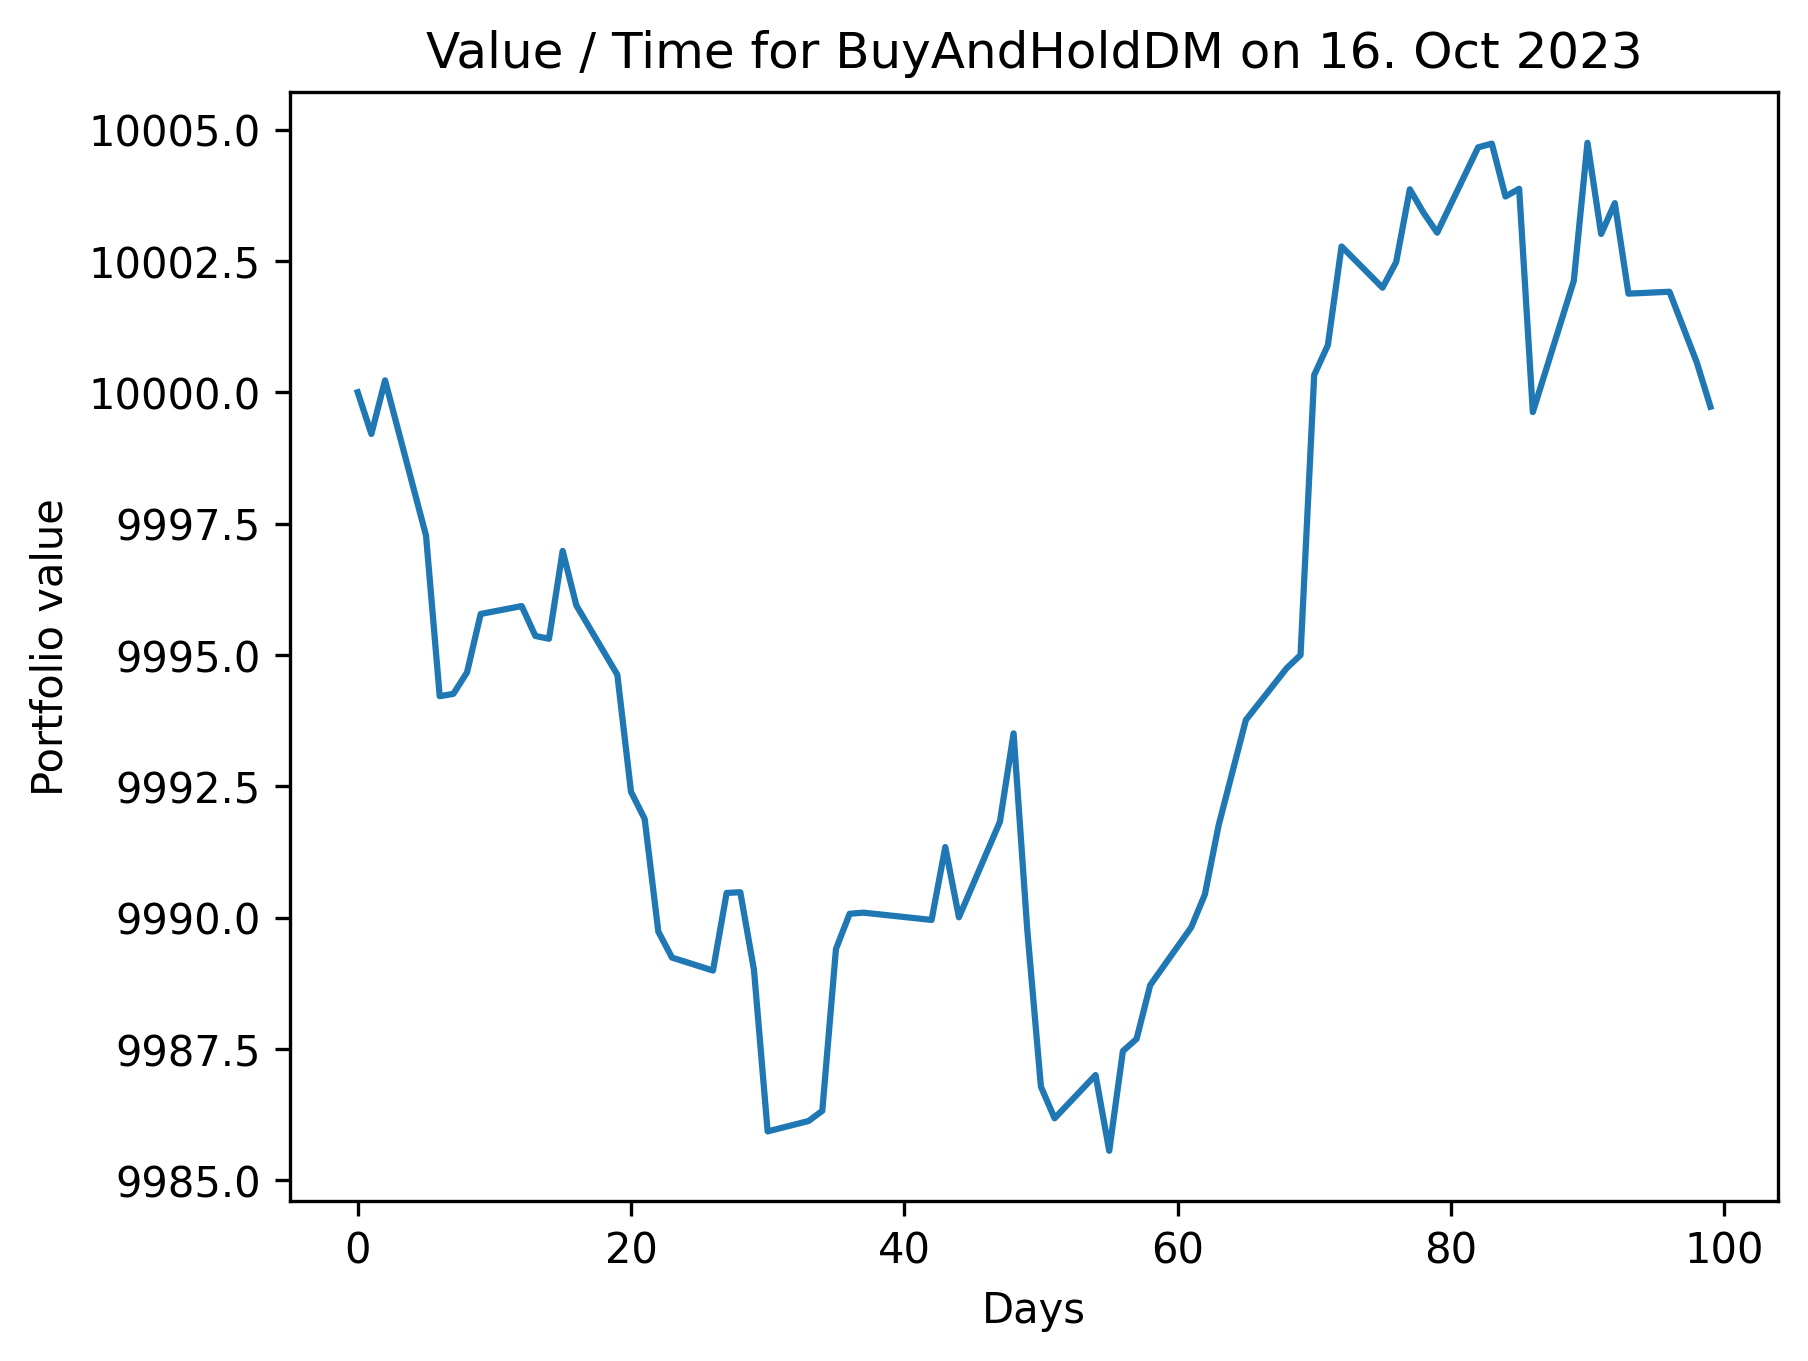 Value / Time for BuyAndHoldDM on 16. Oct 2023
10005.0
10002.5
10000.0
9997.5
9995.0
9992.5
9990.0
9987.5
9985.0
Portfolio value
0 20 40 60 80 100
Days